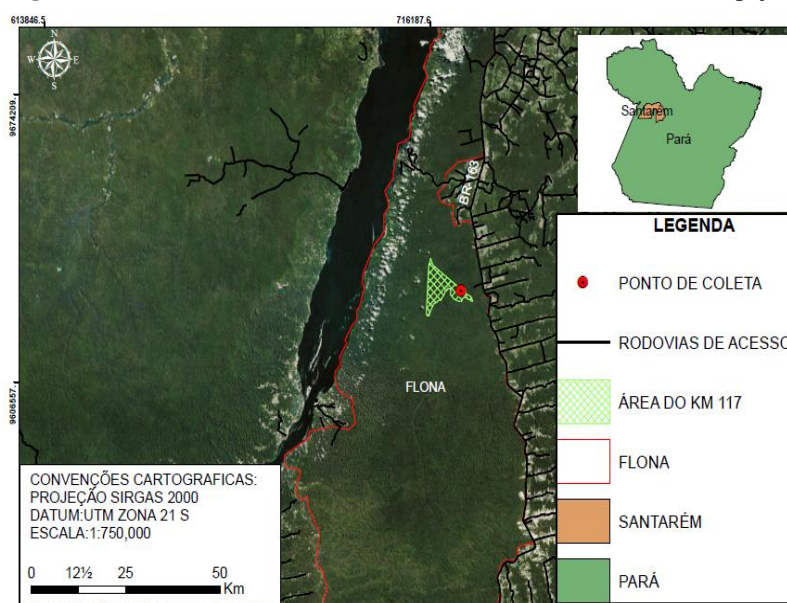 613846.5
716187.6
N
W
E
S
9674209.
9606557.
BR-163
FLONA
Santarém
Pará
LEGENDA
PONTO DE COLETA
RODOVIAS DE ACESSO
ÁREA DO KM 117
FLONA
SANTARÉM
PARÁ
CONVENÇÕES CARTOGRAFICAS:
PROJEÇÃO SIRGAS 2000
DATUM:UTM ZONA 21 S
ESCALA:1:750,000
0 12½ 25 50
Km